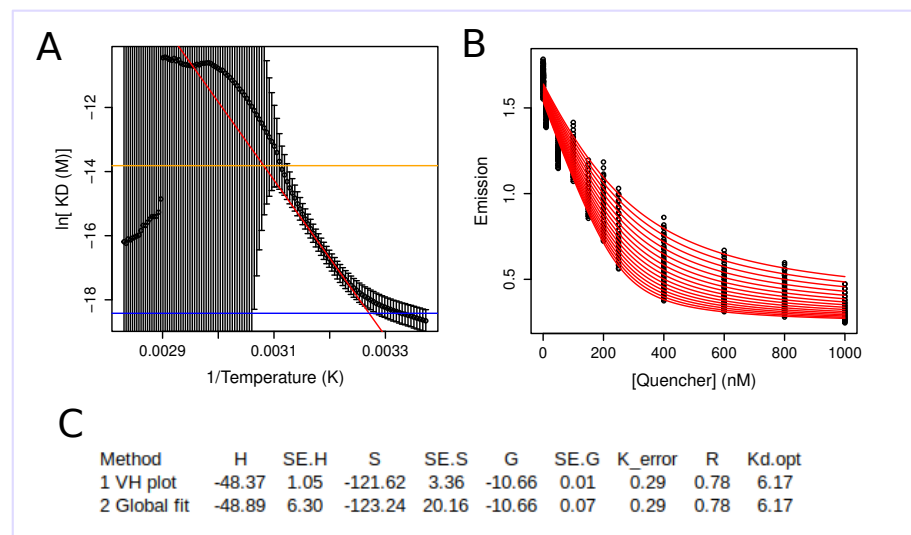 A
ln[ KD (M)]
-12
-14
-16
-18
0.0029 0.0031 0.0033
1/Temperature (K)
B
Emission
1.5
1.0
0.5
0 200 400 600 800 1000
[Quencher] (nM)
C
Method H SE.H S SE.S G SE.G K_error R Kd.opt
1 VH plot -48.37 1.05 -121.62 3.36 -10.66 0.01 0.29 0.78 6.17
2 Global fit -48.89 6.30 -123.24 20.16 -10.66 0.07 0.29 0.78 6.17